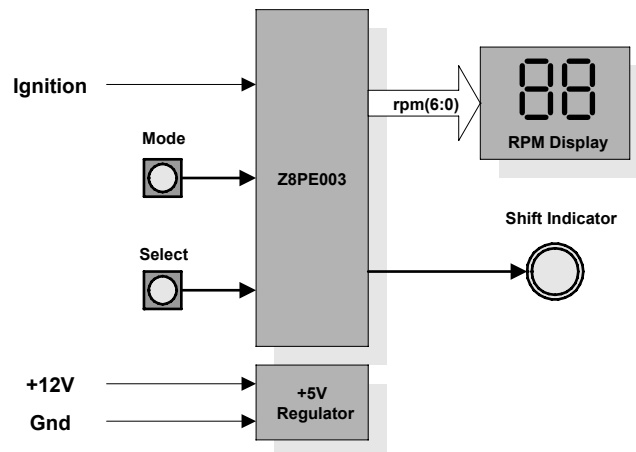 Ignition
Mode
Select
Z8PE003
rpm(6:0)
RPM Display
Shift Indicator
+12V
Gnd
+5V
Regulator